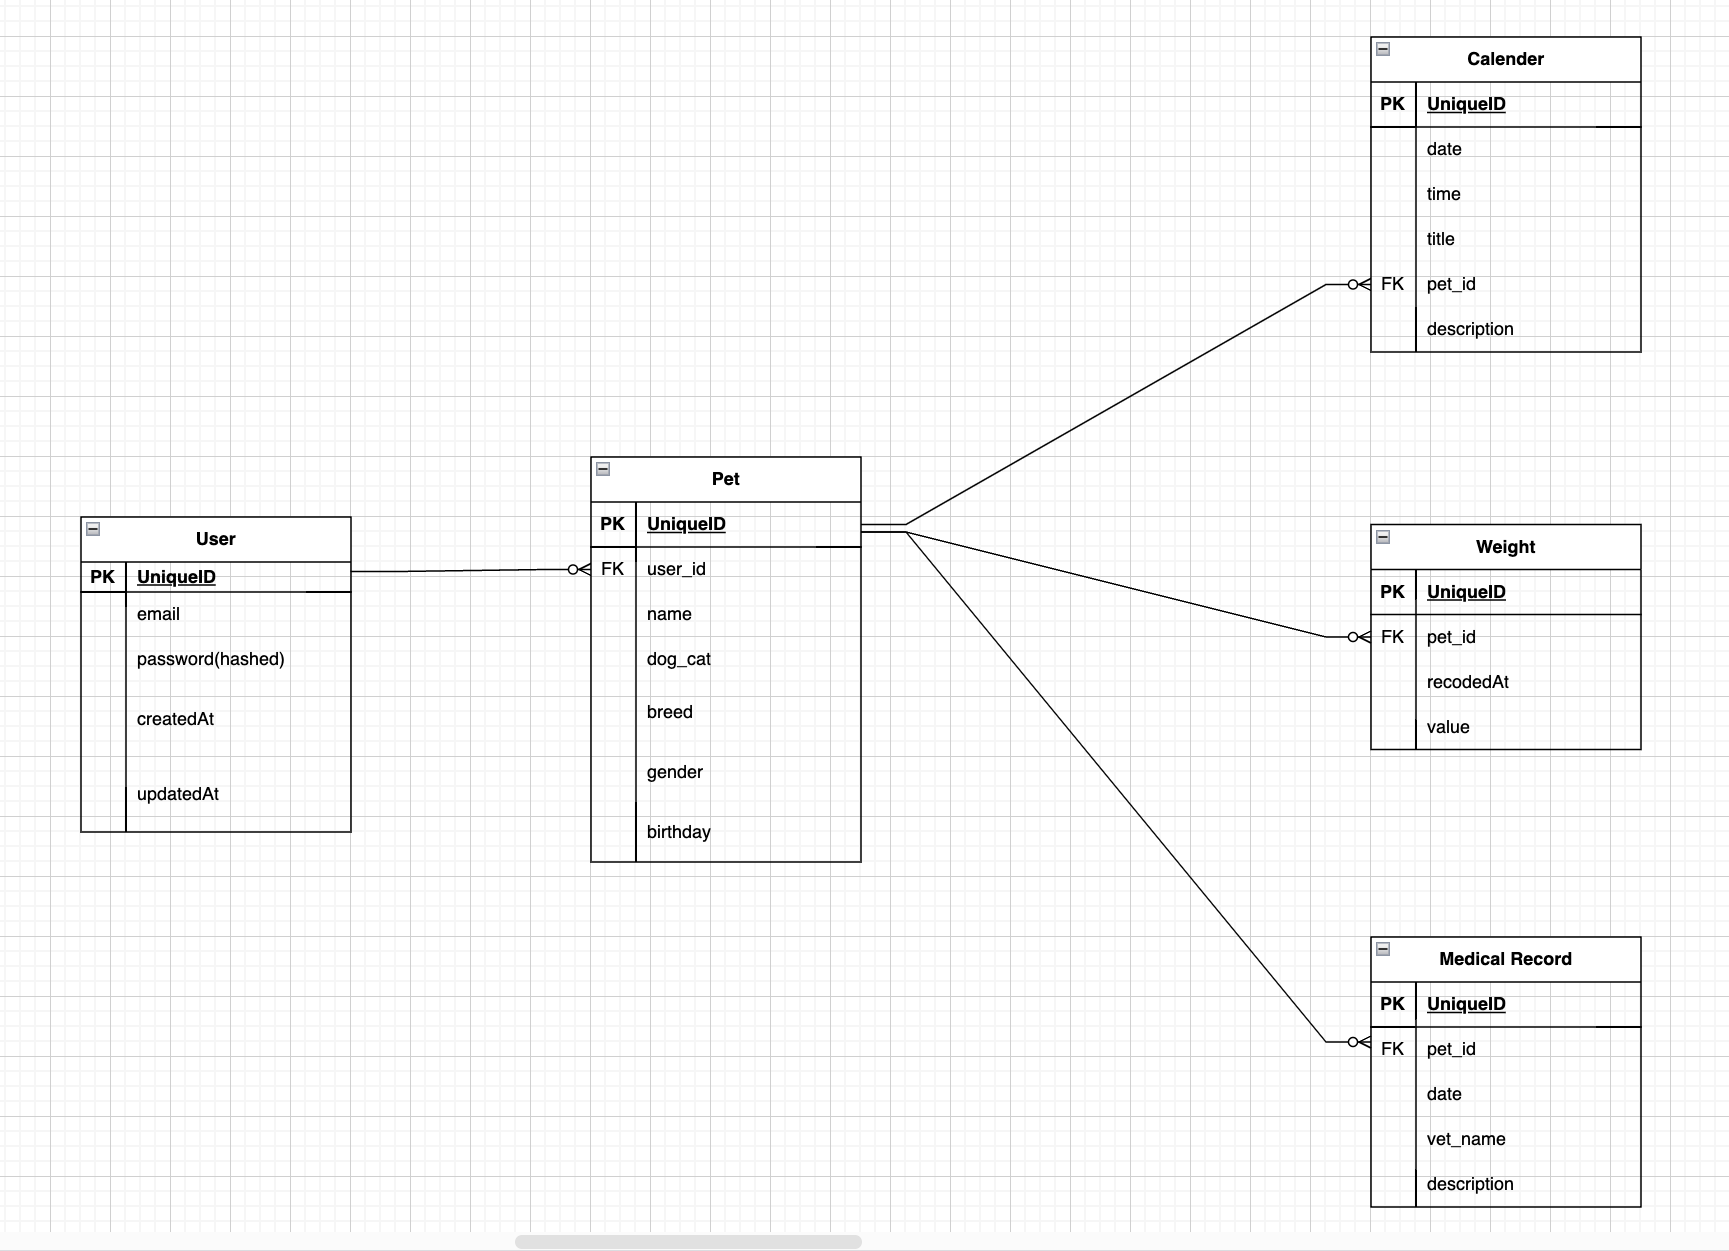 User
PK UniqueID
email
password(hashed)
createdAt
updatedAt
Pet
PK UniqueID
FK user_id
name
dog_cat
breed
gender
birthday
Calender
PK UniqueID
date
time
title
FK pet_id
description
Weight
PK UniqueID
FK pet_id
recodedAt
value
Medical Record
PK UniqueID
FK pet_id
date
vet_name
description